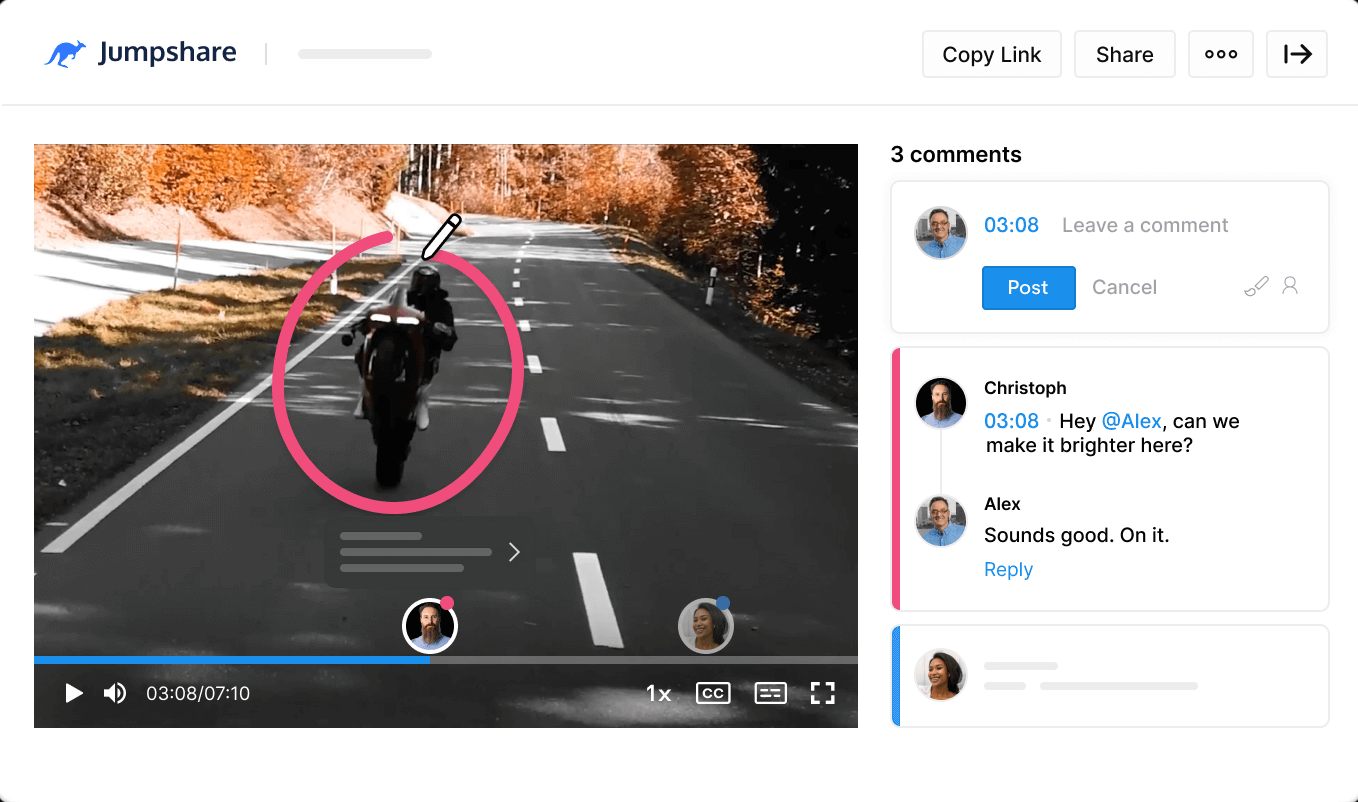 Jumpshare
Copy Link
Share
3 comments
03:08 Leave a comment
Post
Cancel
Christoph
03:08 · Hey @Alex, can we
make it brighter here?
Alex
Sounds good. On it.
Reply
03:08/07:10
1x
CC